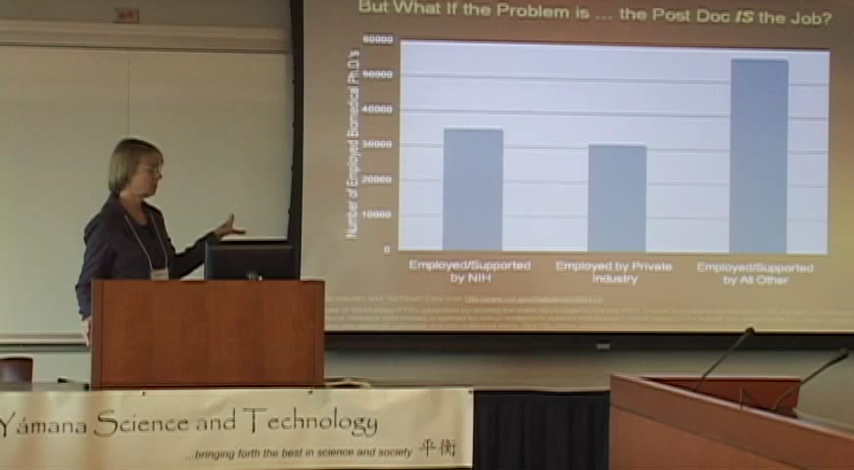 But What If the Problem is ... the Post Doc IS the Job?
Number of Employed Biomedical Ph.D.'s
60000
50000
40000
30000
20000
10000
0
Employed/Supported
by NIH
Employed by Private
Industry
Employed/Supported
by All Other
Yámana Science and Technology
...bringing forth the best in science and society 平衡